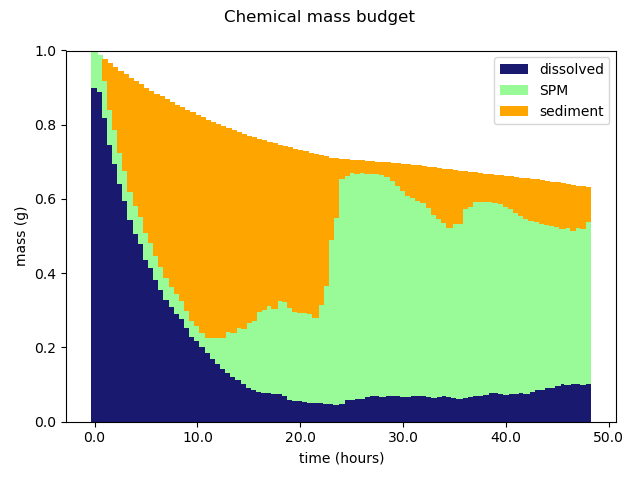 Chemical mass budget
1.0
0.8
0.6
0.4
0.2
0.0
mass (g)
dissolved
SPM
sediment
0.0 10.0 20.0 30.0 40.0 50.0
time (hours)